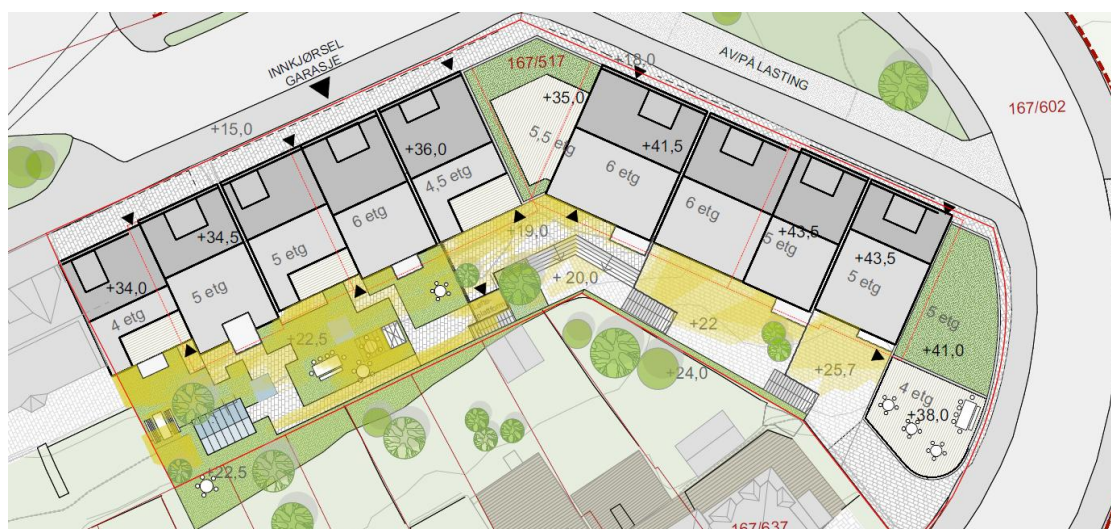 INNKJØRSEL
GARASJE
167/517
+18,0
AV/PÅ LASTING
167/602
+15,0
+35,0
5,5 etg
+36,0
4,5 etg
+41,5
6 etg
6 etg
+34,5
5 etg
6 etg
+43,5
5 etg
+43,5
5 etg
+34,0
4 etg
5 etg
+19,0
+ 20,0
+22
+25,7
5 etg
+41,0
+22,5
+24,0
4 etg
+38,0
+22,5
167/637